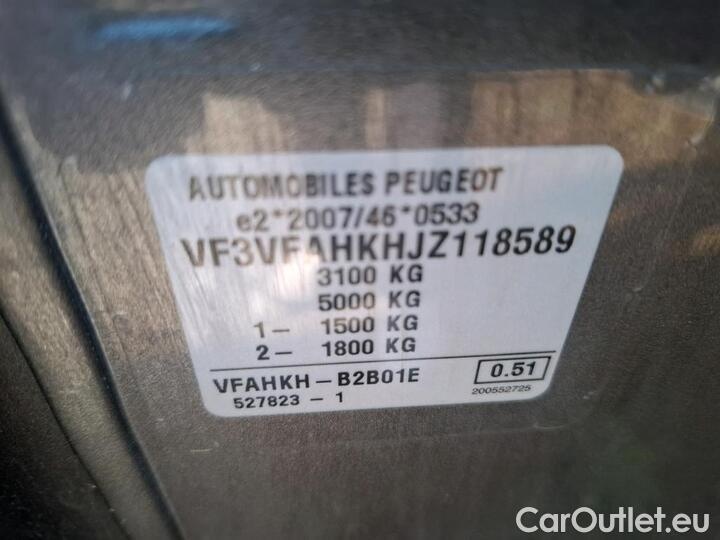 AUTOMOBILES PEUGEOT
e2*2007/46*0533
VF3VFAHKHJZ118589
3100 KG
5000 KG
1- 1500 KG
2- 1800 KG
VFAHKH-B2B01E
0.51
527823-1
200552725
CarOutlet.eu